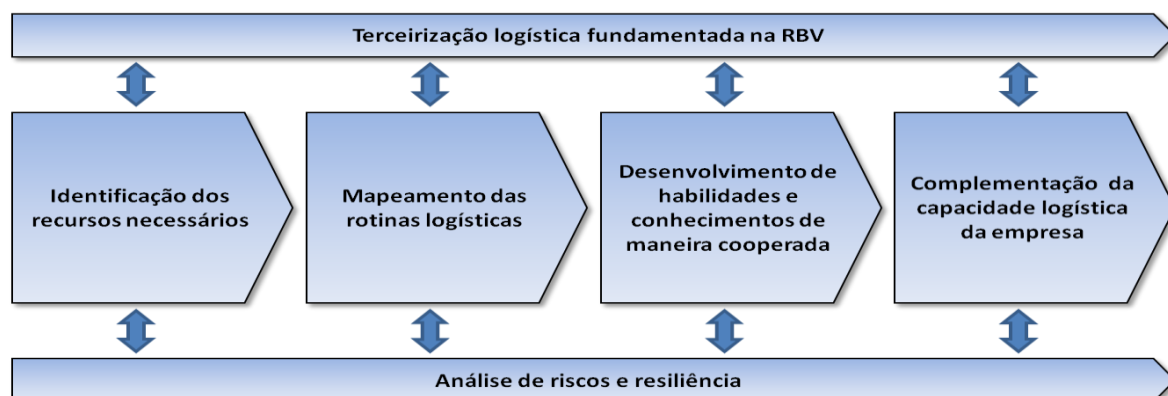 Terceirização logística fundamentada na RBV
Identificação dos
recursos necessários
Mapeamento das
rotinas logísticas
Desenvolvimento de
habilidades e
conhecimentos de
maneira cooperada
Complementação da
capacidade logística
da empresa
Análise de riscos e resiliência